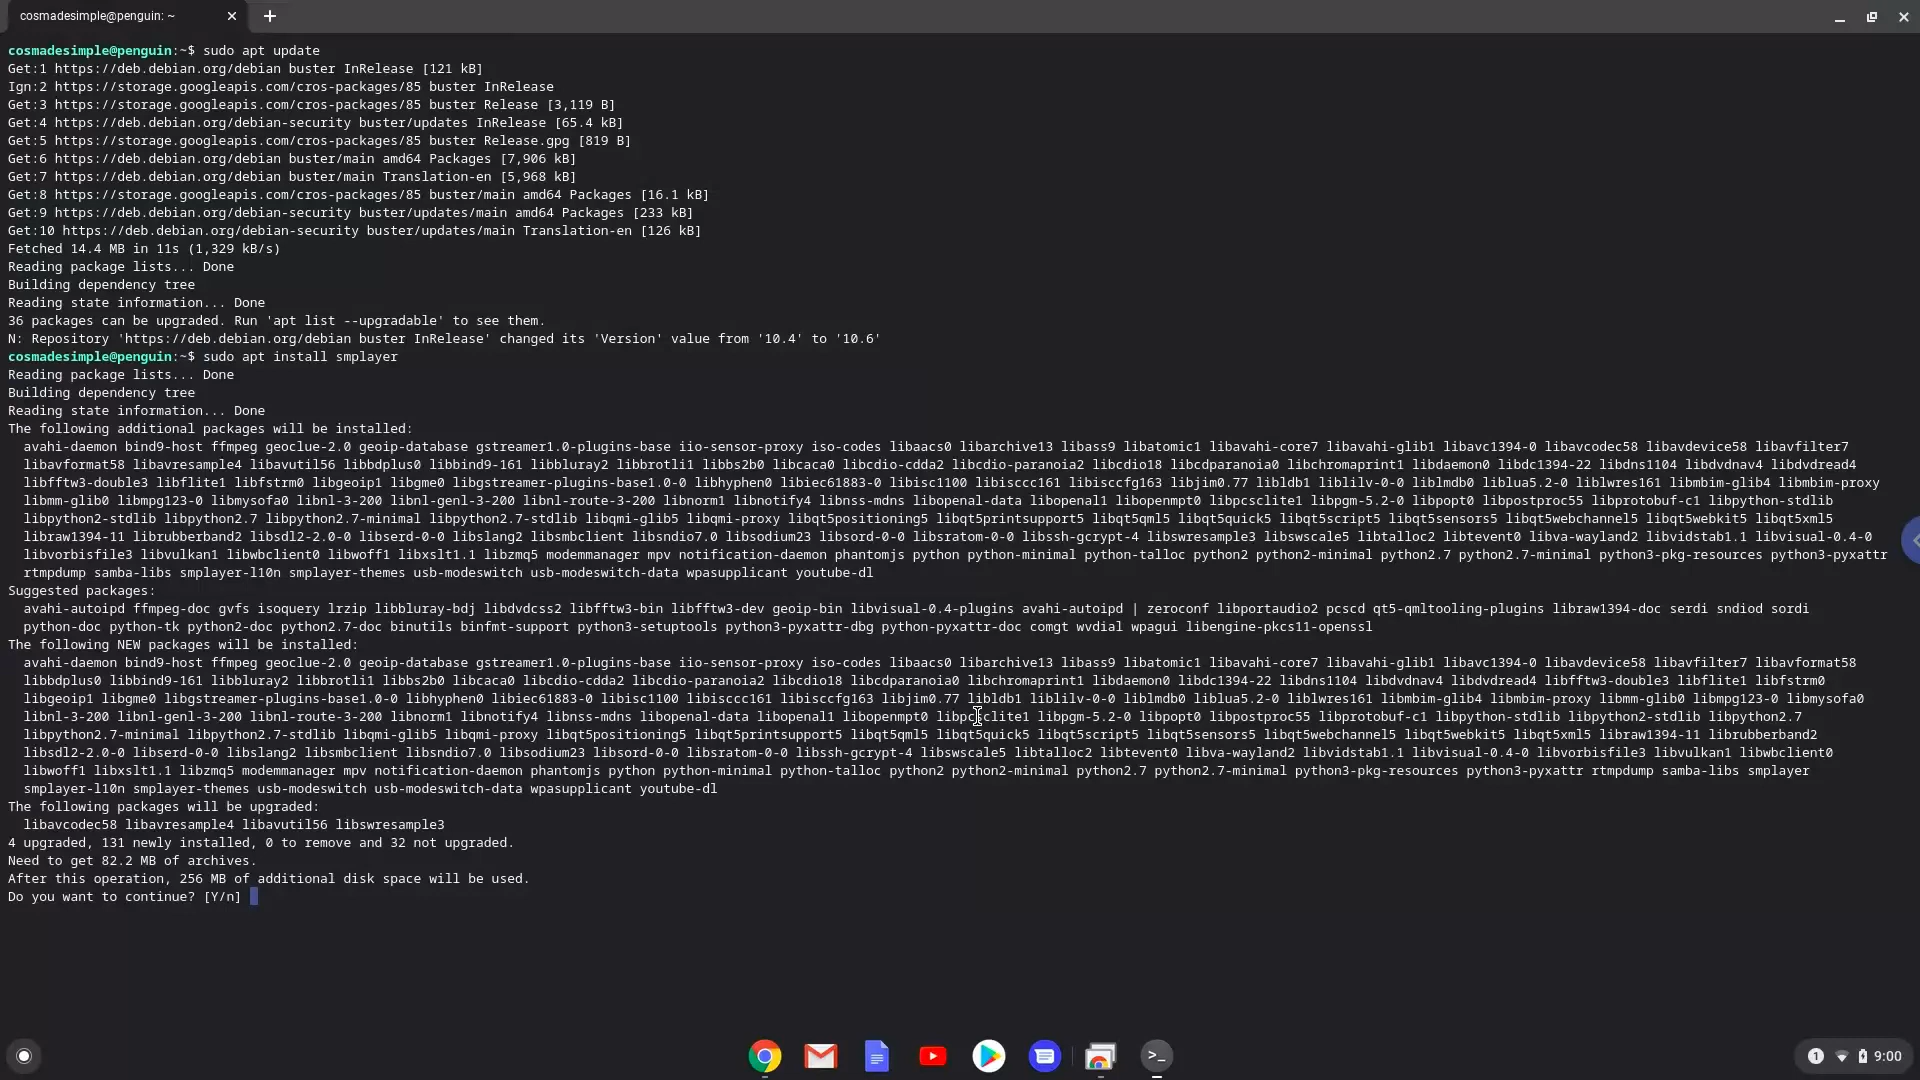 cosmadesimple@penguin: ~
cosmadesimple@penguin:~$ sudo apt update
Get:1 https://deb.debian.org/debian buster InRelease [121 kB]
Ign:2 https://storage.googleapis.com/cros-packages/85 buster InRelease
Get:3 https://storage.googleapis.com/cros-packages/85 buster Release [3,119 B]
Get:4 https://deb.debian.org/debian-security buster/updates InRelease [65.4 kB]
Get:5 https://storage.googleapis.com/cros-packages/85 buster Release.gpg [819 B]
Get:6 https://deb.debian.org/debian buster/main amd64 Packages [7,906 kB]
Get:7 https://deb.debian.org/debian buster/main Translation-en [5,968 kB]
Get:8 https://storage.googleapis.com/cros-packages/85 buster/main amd64 Packages [16.1 kB]
Get:9 https://deb.debian.org/debian-security buster/updates/main amd64 Packages [233 kB]
Get:10 https://deb.debian.org/debian-security buster/updates/main Translation-en [126 kB]
Fetched 14.4 MB in 11s (1,329 kB/s)
Reading package lists... Done
Building dependency tree
Reading state information... Done
36 packages can be upgraded. Run 'apt list --upgradable' to see them.
N: Repository 'https://deb.debian.org/debian buster InRelease' changed its 'Version' value from '10.4' to '10.6'
cosmadesimple@penguin:~$ sudo apt install smplayer
Reading package lists... Done
Building dependency tree
Reading state information... Done
The following additional packages will be installed:
avahi-daemon bind9-host ffmpeg geoclue-2.0 geoip-database gstreamer1.0-plugins-base iio-sensor-proxy iso-codes libaacs0 libarchive13 libass9 libatomic1 libavahi-core7 libavahi-glib1 libavc1394-0 libavcodec58 libavdevice58 libavfilter7
libavformat58 libavresample4 libavutil56 libbdplus0 libbind9-161 libbluray2 libbrotli1 libbs2b0 libcaca0 libcdio-cdda2 libcdio-paranoia2 libcdio18 libcdparanoia0 libchromaprint1 libdaemon0 libdc1394-22 libdns1104 libdvdnav4 libdvdread4
libfftw3-double3 libflite1 libfstrm0 libgeoip1 libgme0 libgstreamer-plugins-base1.0-0 libhyphen0 libiec61883-0 libisc1100 libisccc161 libisccfg163 libjim0.77 libldb1 liblilv-0-0 liblmdb0 liblua5.2-0 liblwres161 libmbim-glib4 libmbim-proxy
libmm-glib0 libmpg123-0 libmysofa0 libnl-3-200 libnl-genl-3-200 libnl-route-3-200 libnorm1 libnotify4 libnss-mdns libopenal-data libopenal1 libopenmpt0 libpcsclite1 libpgm-5.2-0 libpopt0 libpostproc55 libprotobuf-c1 libpython-stdlib
libpython2-stdlib libpython2.7 libpython2.7-minimal libpython2.7-stdlib libqmi-glib5 libqmi-proxy libqt5positioning5 libqt5printsupport5 libqt5qml5 libqt5quick5 libqt5script5 libqt5sensors5 libqt5webchannel5 libqt5webkit5 libqt5xml5
libraw1394-11 librubberband2 libsdl2-2.0-0 libserd-0-0 libslang2 libsmbclient libsndio7.0 libsodium23 libsord-0-0 libsratom-0-0 libssh-gcrypt-4 libswresample3 libswscale5 libtalloc2 libtevent0 libva-wayland2 libvidstab1.1 libvisual-0.4-0
libvorbisfile3 libvulkan1 libwbclient0 libwoff1 libxslt1.1 libzmq5 modemmanager mpv notification-daemon phantomjs python python-minimal python-talloc python2 python2-minimal python2.7 python2.7-minimal python3-pkg-resources python3-pyxattr
rtmpdump samba-libs smplayer-l10n smplayer-themes usb-modeswitch usb-modeswitch-data wpasupplicant youtube-dl
Suggested packages:
avahi-autoipd ffmpeg-doc gvfs isoquery lrzip libbluray-bdj libdvdcss2 libfftw3-bin libfftw3-dev geoip-bin libvisual-0.4-plugins avahi-autoipd | zeroconf libportaudio2 pcscd qt5-qmltooling-plugins libraw1394-doc serdi sndiod sordi
python-doc python-tk python2-doc python2.7-doc binutils binfmt-support python3-setuptools python3-pyxattr-dbg python-pyxattr-doc comgt wvdial wpagui libengine-pkcs11-openssl
The following NEW packages will be installed:
avahi-daemon bind9-host ffmpeg geoclue-2.0 geoip-database gstreamer1.0-plugins-base iio-sensor-proxy iso-codes libaacs0 libarchive13 libass9 libatomic1 libavahi-core7 libavahi-glib1 libavc1394-0 libavdevice58 libavfilter7 libavformat58
libbdplus0 libbind9-161 libbluray2 libbrotli1 libbs2b0 libcaca0 libcdio-cdda2 libcdio-paranoia2 libcdio18 libcdparanoia0 libchromaprint1 libdaemon0 libdc1394-22 libdns1104 libdvdnav4 libdvdread4 libfftw3-double3 libflite1 libfstrm0
libgeoip1 libgme0 libgstreamer-plugins-base1.0-0 libhyphen0 libiec61883-0 libisc1100 libisccc161 libisccfg163 libjim0.77 libldb1 liblilv-0-0 liblmdb0 liblua5.2-0 liblwres161 libmbim-glib4 libmbim-proxy libmm-glib0 libmpg123-0 libmysofa0
libnl-3-200 libnl-genl-3-200 libnl-route-3-200 libnorm1 libnotify4 libnss-mdns libopenal-data libopenal1 libopenmpt0 libpcsclite1 libpgm-5.2-0 libpopt0 libpostproc55 libprotobuf-c1 libpython-stdlib libpython2-stdlib libpython2.7
libpython2.7-minimal libpython2.7-stdlib libqmi-glib5 libqmi-proxy libqt5positioning5 libqt5printsupport5 libqt5qml5 libqt5quick5 libqt5script5 libqt5sensors5 libqt5webchannel5 libqt5webkit5 libqt5xml5 libraw1394-11 librubberband2
libsdl2-2.0-0 libserd-0-0 libslang2 libsmbclient libsndio7.0 libsodium23 libsord-0-0 libsratom-0-0 libssh-gcrypt-4 libswscale5 libtalloc2 libtevent0 libva-wayland2 libvidstab1.1 libvisual-0.4-0 libvorbisfile3 libvulkan1 libwbclient0
libwoff1 libxslt1.1 libzmq5 modemmanager mpv notification-daemon phantomjs python python-minimal python-talloc python2 python2-minimal python2.7 python2.7-minimal python3-pkg-resources python3-pyxattr rtmpdump samba-libs smplayer
smplayer-l10n smplayer-themes usb-modeswitch usb-modeswitch-data wpasupplicant youtube-dl
The following packages will be upgraded:
libavcodec58 libavresample4 libavutil56 libswresample3
4 upgraded, 131 newly installed, 0 to remove and 32 not upgraded.
Need to get 82.2 MB of archives.
After this operation, 256 MB of additional disk space will be used.
Do you want to continue? [Y/n]
>_
1 9:00